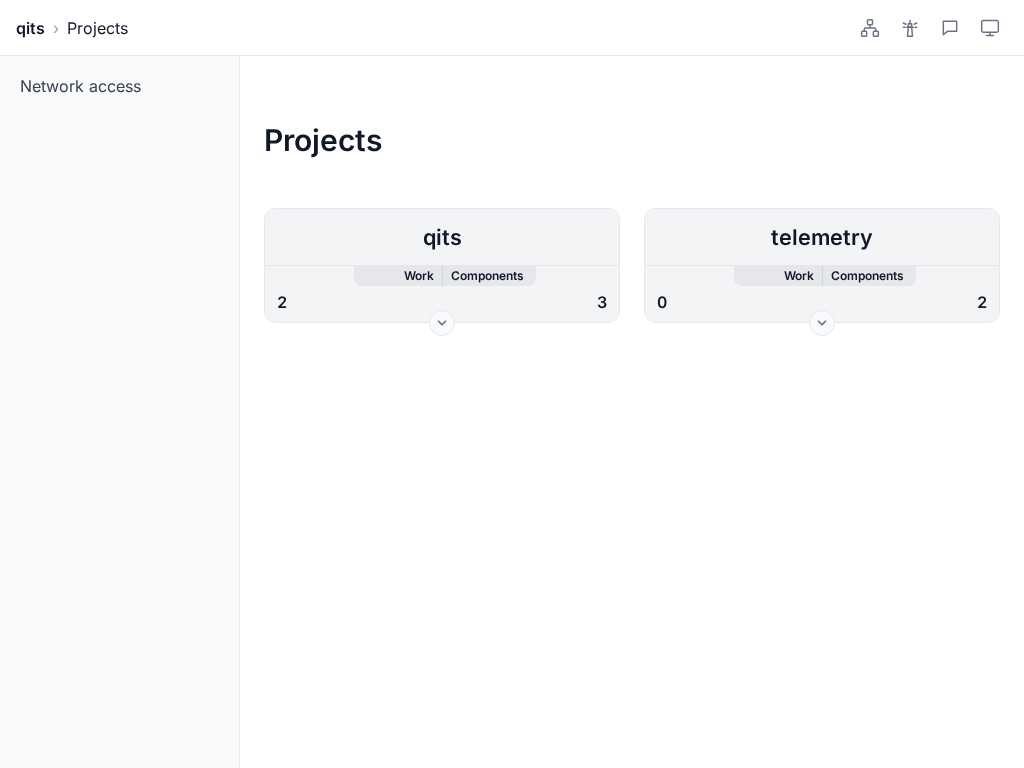 qits › Projects
Network access
Projects
qits
Work Components
2 3
telemetry
Work Components
0 2